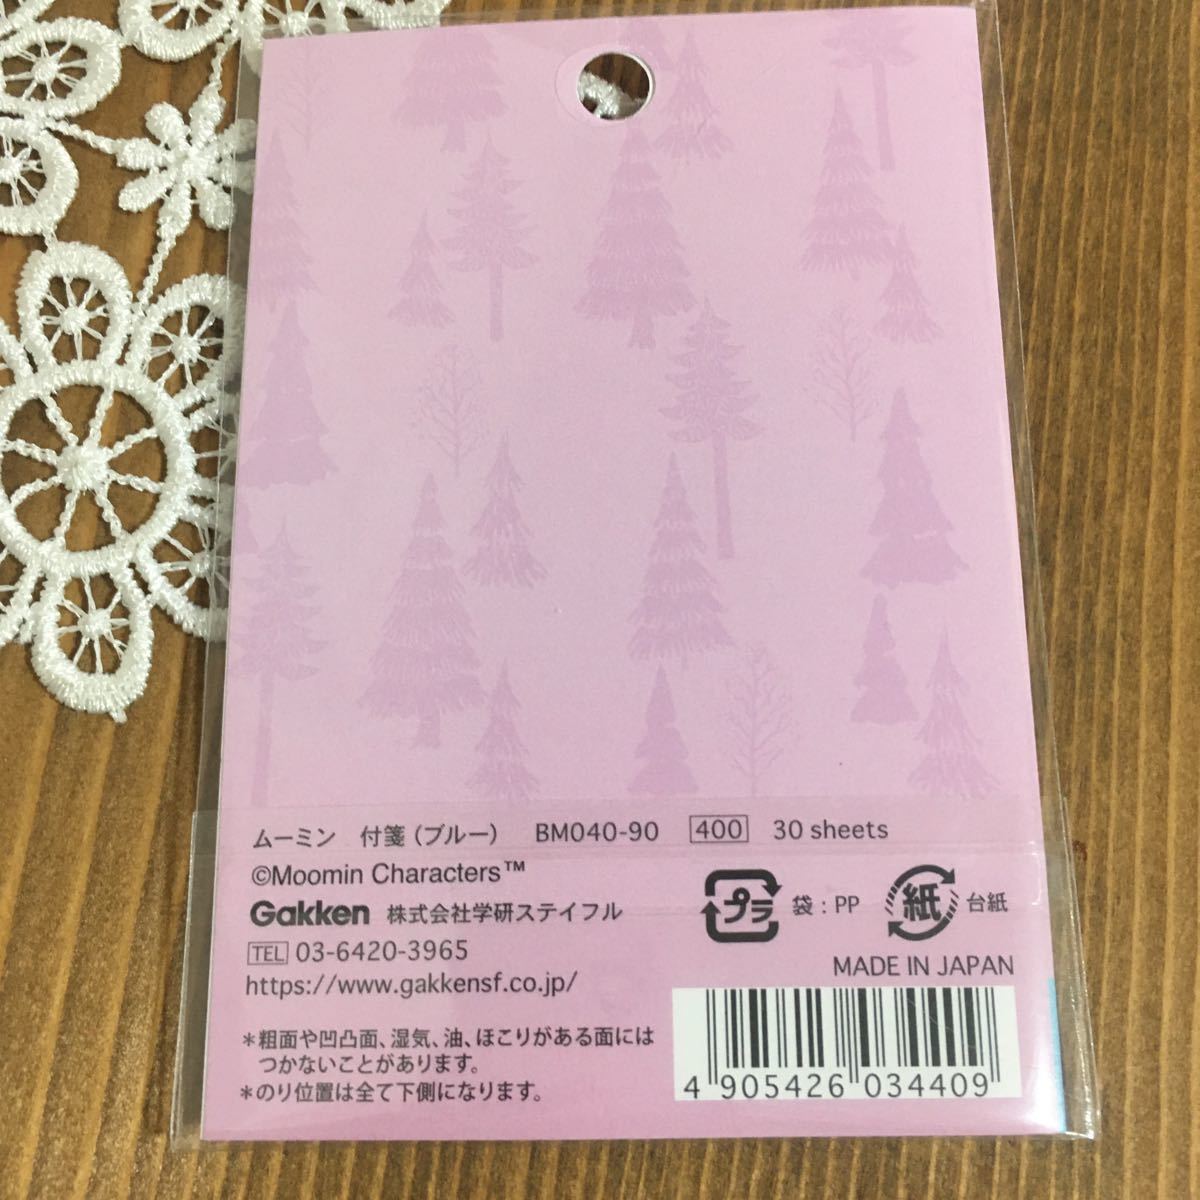 ムーミン　付箋（ブルー）　BM040-90　400　30 sheets
©Moomin Characters™
Gakken 株式会社学研ステイフル
TEL 03-6420-3965
https://www.gakkensf.co.jp/
プラ 袋：PP 紙 台紙
MADE IN JAPAN
＊粗面や凹凸面、湿気、油、ほこりがある面には
つかないことがあります。
＊のり位置は全て下側になります。
4 905426 034409